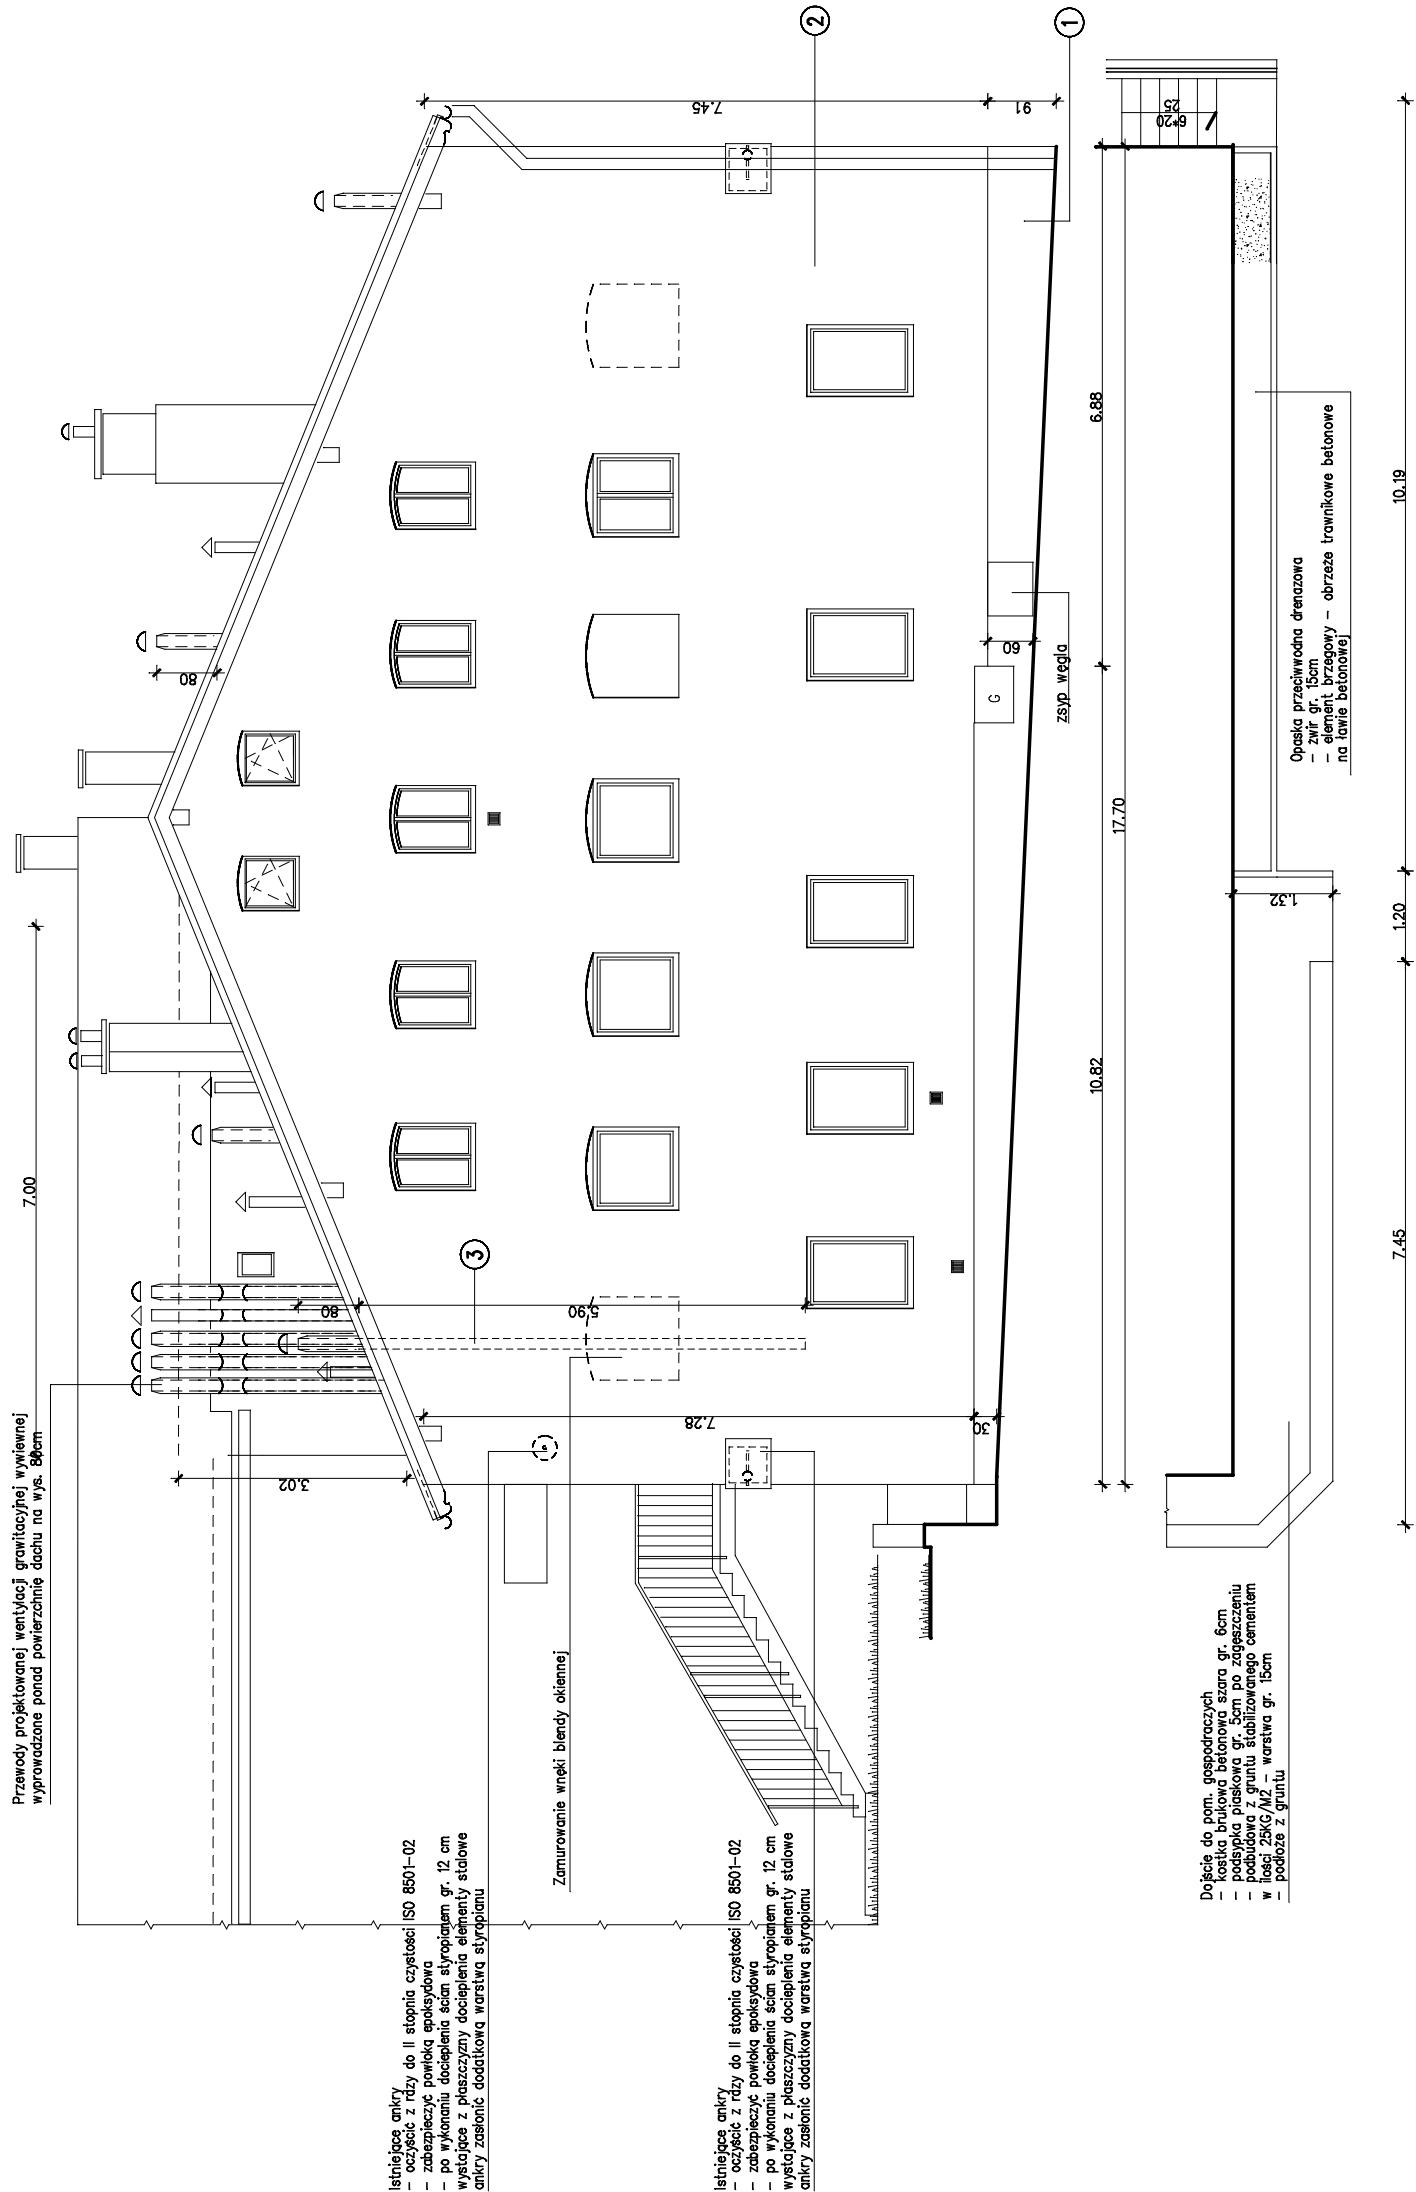 Przewody projektowanej wentylacji grawitacyjnej wywiewnej
wyprowadzone ponad powierzchnię dachu na wys. 80cm
7.00
80
80
3
5.90
3.02
7.28
30
7.45
91
2
1
G
60
zsyp węgla
Istniejące ankry
- oczyścić z rdzy do II stopnia czystości ISO 8501-02
- zabezpieczyć powłoką epoksydowa
- po wykonaniu docieplenia ścian styropianem gr. 12 cm
wystające z płaszczyzny docieplenia elementy stalowe
ankry zasłonić dodatkową warstwą styropianu
Zamurowanie wnęki blendy okiennej
Istniejące ankry
- oczyścić z rdzy do II stopnia czystości ISO 8501-02
- zabezpieczyć powłoką epoksydowa
- po wykonaniu docieplenia ścian styropianem gr. 12 cm
wystające z płaszczyzny docieplenia elementy stalowe
ankry zasłonić dodatkową warstwą styropianu
10.82
6.88
17.70
6*20
25
1.32
Opaska przeciwwodna drenazowa
- żwir gr. 15cm
- element brzegowy - obrzeże trawnikowe betonowe
na ławie betonowej
Dojście do pom. gospodraczych
- kostka brukowa betonowa szara gr. 6cm
- podsypka piaskowa gr. 5cm po zagęszczeniu
- podbudowa z gruntu stabilizowanego cementem
w ilości 25KG/M2 - warstwa gr. 15cm
- podłoże z gruntu
7.45
1.20
10.19